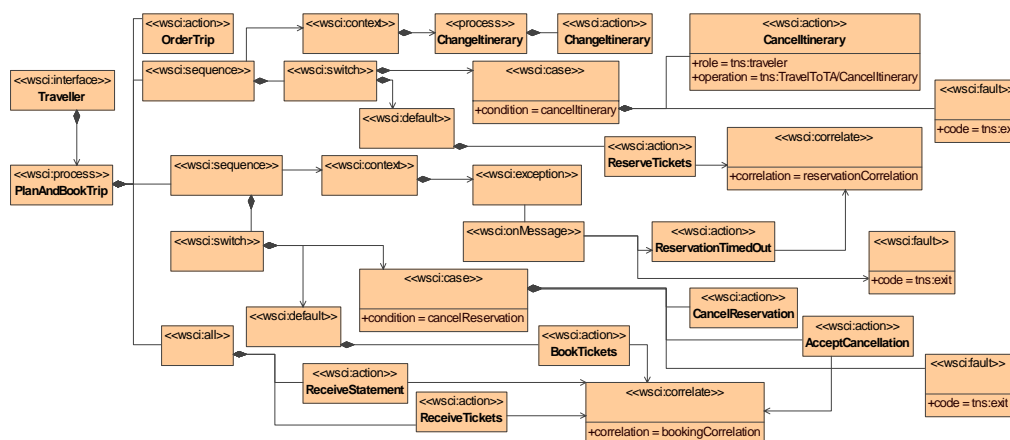 <<wsci:action>>
OrderTrip
<<wsci:context>>
<<process>>
ChangeItinerary
<<wsci:action>>
ChangeItinerary
<<wsci:action>>
CancelItinerary
+role = tns:traveler
+operation = tns:TravelToTA/CancelItinerary
<<wsci:interface>>
Traveller
<<wsci:sequence>>
<<wsci:switch>>
<<wsci:case>>
+condition = cancelItinerary
<<wsci:fault>>
+code = tns:ex
<<wsci:default>>
<<wsci:action>>
ReserveTickets
<<wsci:correlate>>
+correlation = reservationCorrelation
<<wsci:process>>
PlanAndBookTrip
<<wsci:sequence>>
<<wsci:context>>
<<wsci:exception>>
<<wsci:switch>>
<<wsci:onMessage>>
<<wsci:action>>
ReservationTimedOut
<<wsci:fault>>
+code = tns:exit
<<wsci:case>>
+condition = cancelReservation
<<wsci:action>>
CancelReservation
<<wsci:default>>
<<wsci:all>>
<<wsci:action>>
BookTickets
<<wsci:action>>
AcceptCancellation
<<wsci:action>>
ReceiveStatement
<<wsci:correlate>>
+correlation = bookingCorrelation
<<wsci:fault>>
+code = tns:exit
<<wsci:action>>
ReceiveTickets